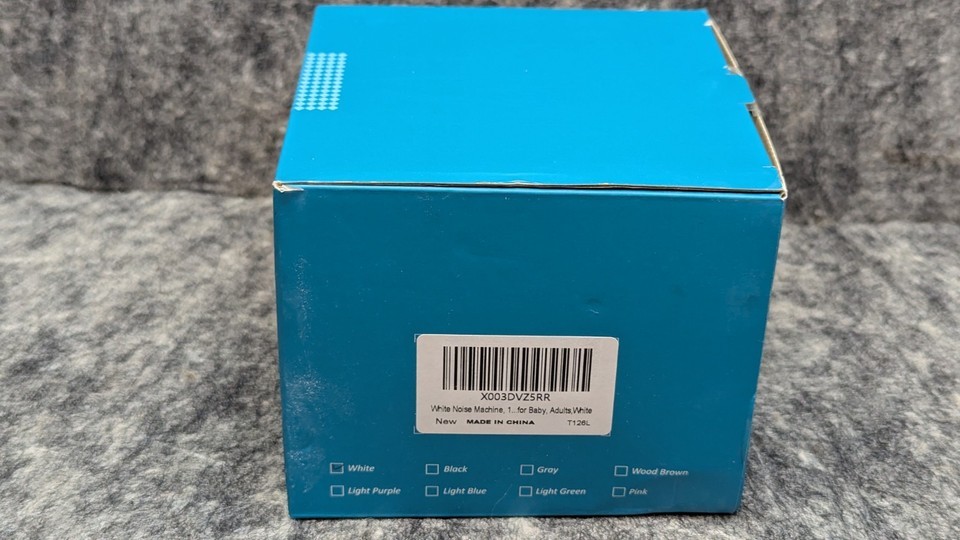 X003DVZ5RR
White Noise Machine, 1...for Baby, Adults,White
New MADE IN CHINA T126L
White Black Gray Wood Brown
Light Purple Light Blue Light Green Pink